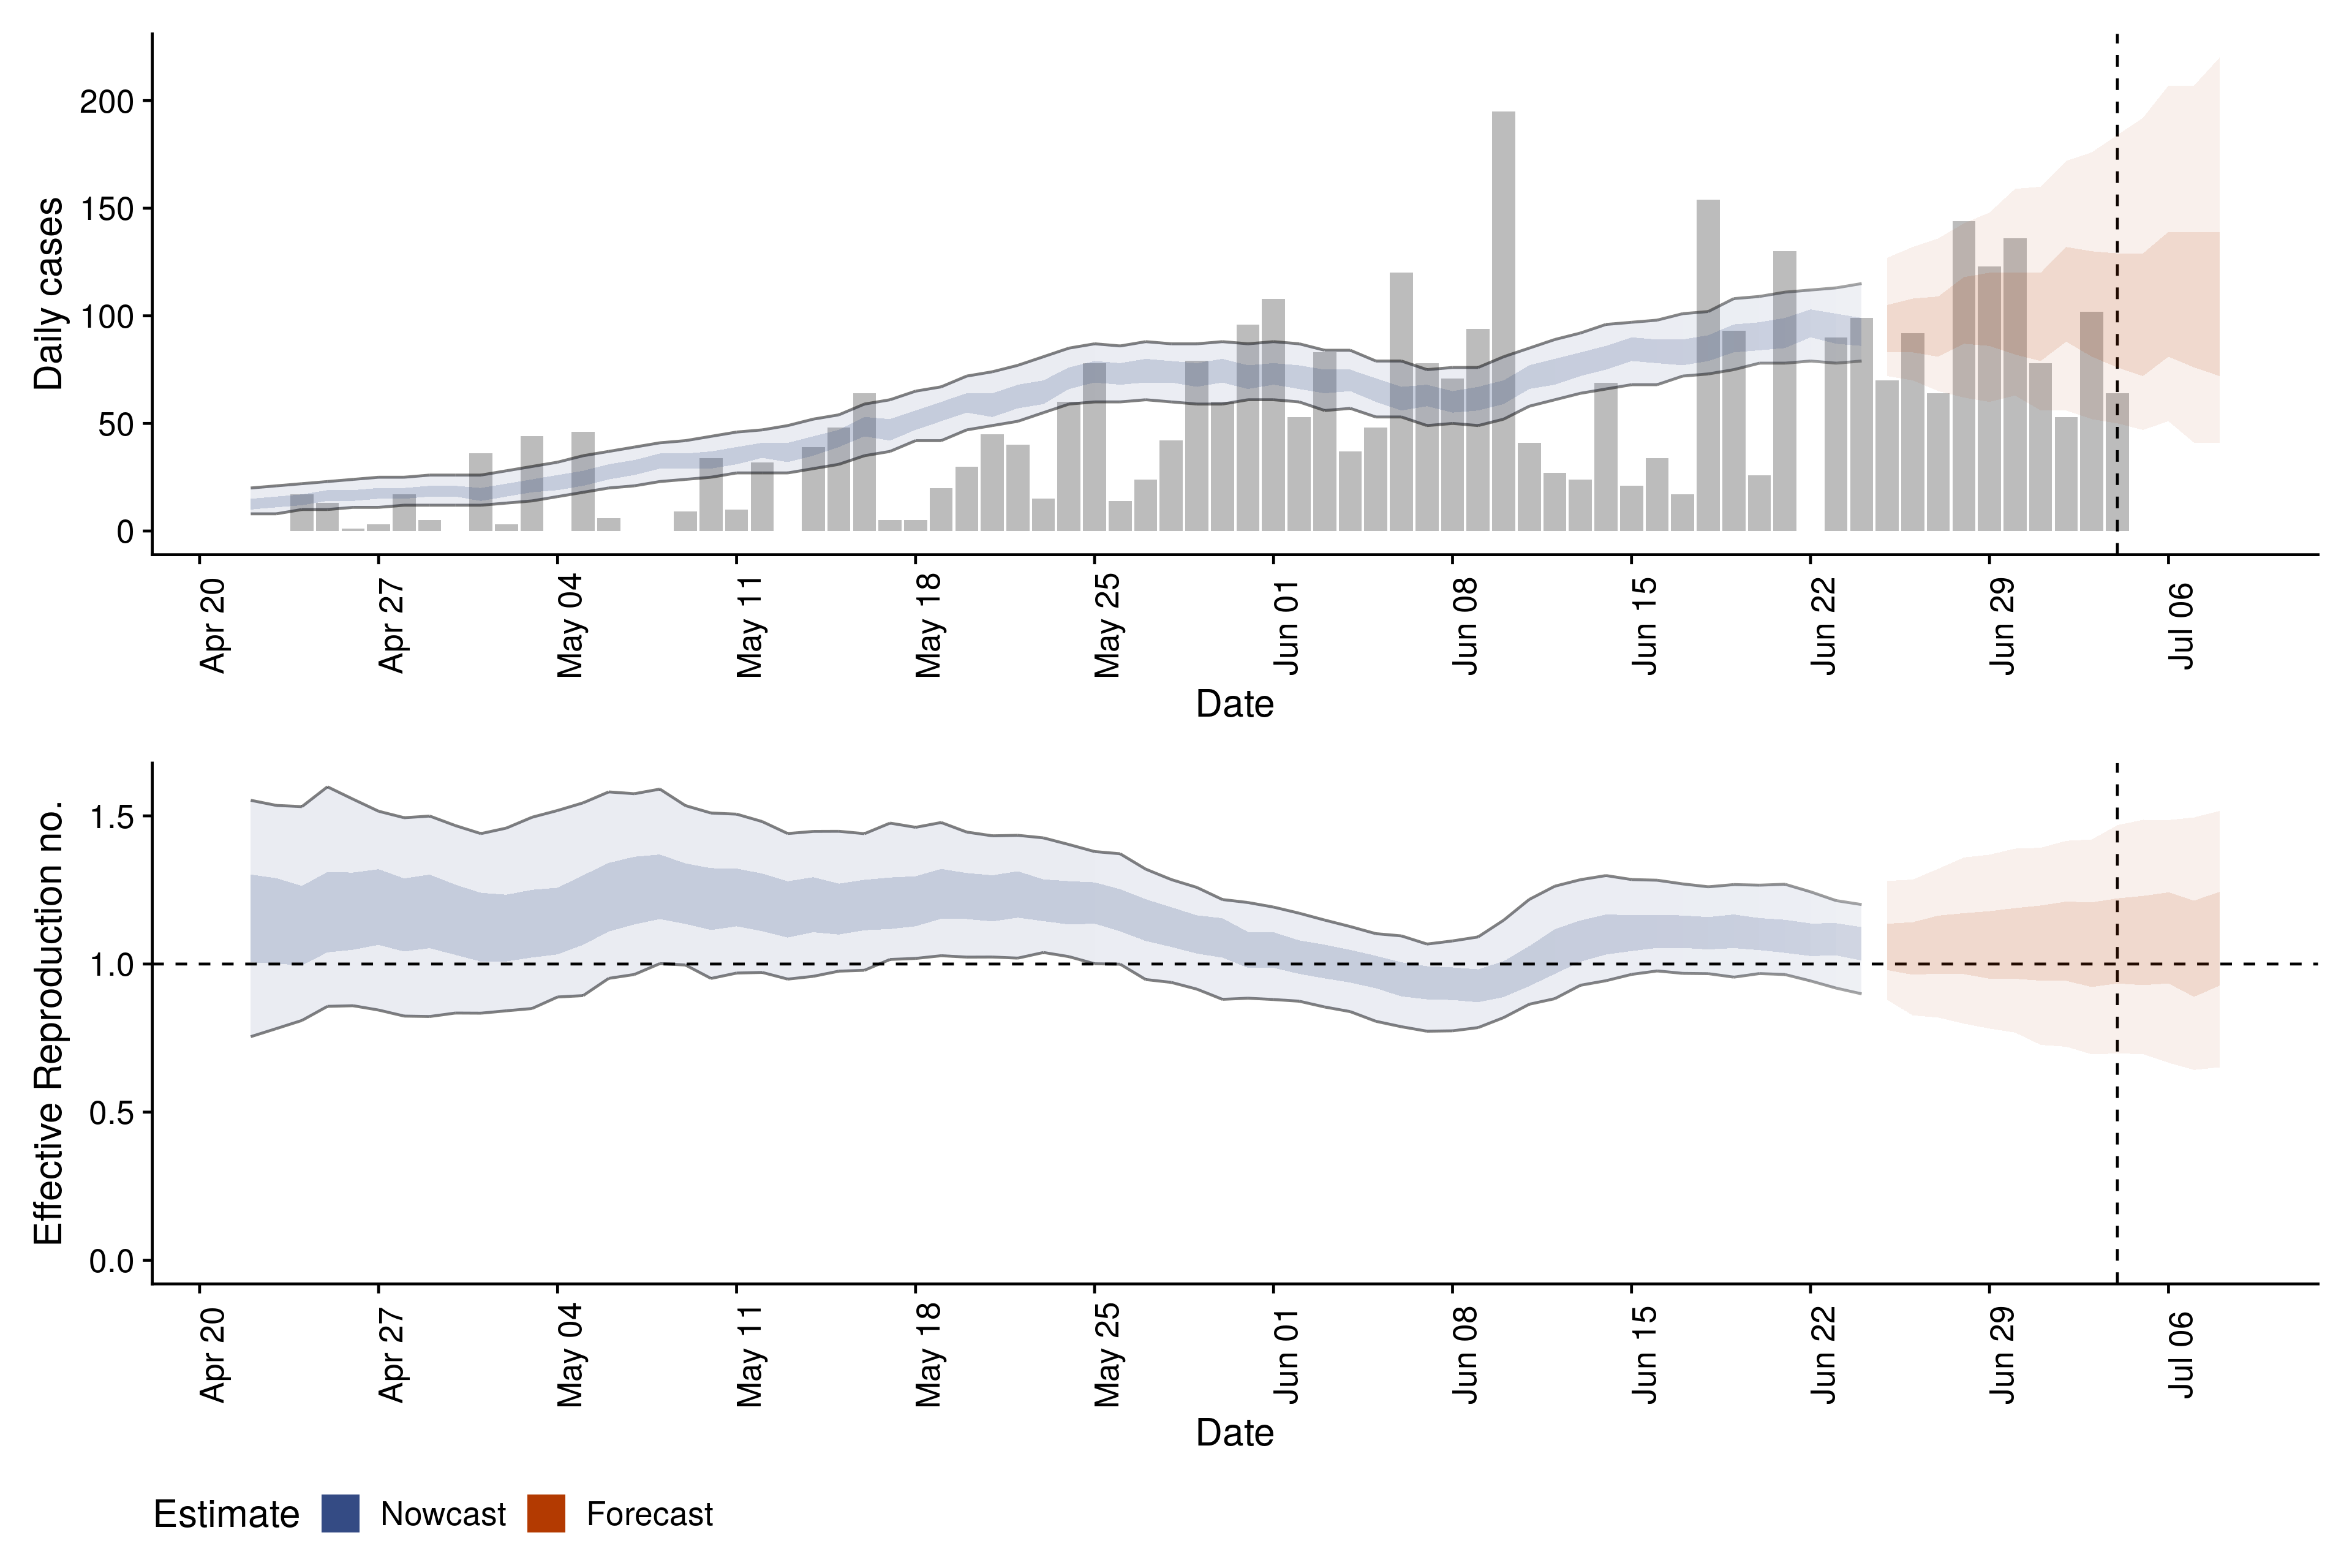 Daily cases
200
150
100
50
0
Apr 20
Apr 27
May 04
May 11
May 18
May 25
Jun 01
Jun 08
Jun 15
Jun 22
Jun 29
Jul 06
Date
Effective Reproduction no.
1.5
1.0
0.5
0.0
Apr 20
Apr 27
May 04
May 11
May 18
May 25
Jun 01
Jun 08
Jun 15
Jun 22
Jun 29
Jul 06
Date
Estimate Nowcast Forecast